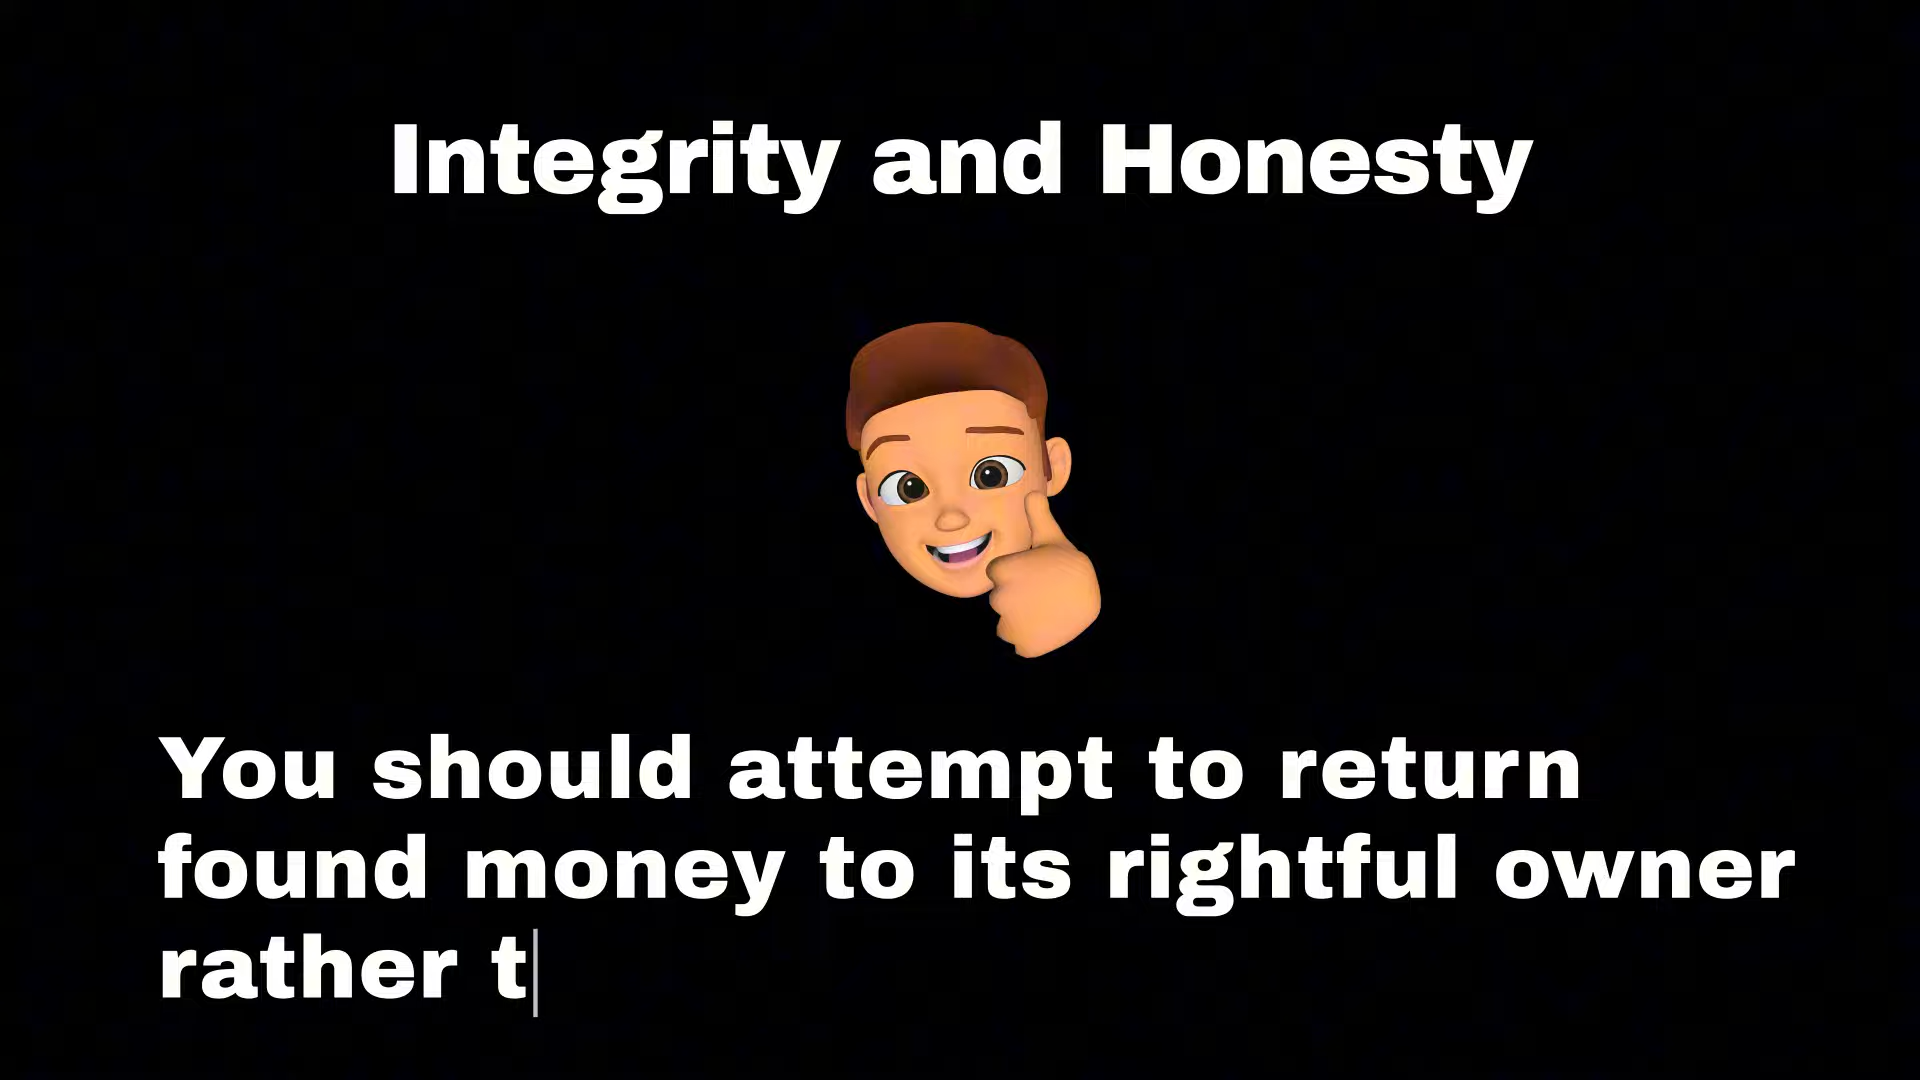 Integrity and Honesty
You should attempt to return
found money to its rightful owner
rather t